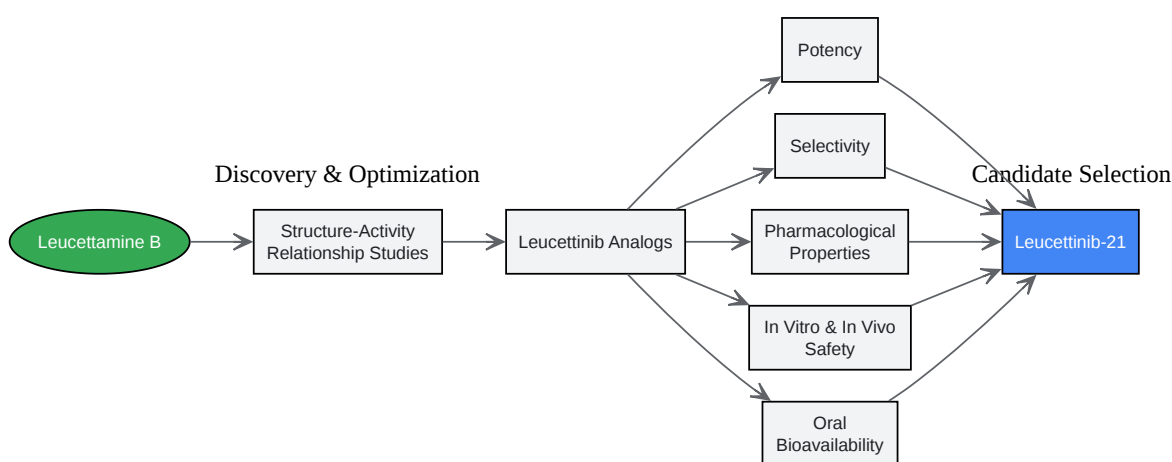 Potency
Selectivity
Discovery & Optimization
Candidate Selection
Leucettamine B
Structure-Activity
Relationship Studies
Leucettinib Analogs
Pharmacological
Properties
Leucettinib-21
In Vitro & In Vivo
Safety
Oral
Bioavailability